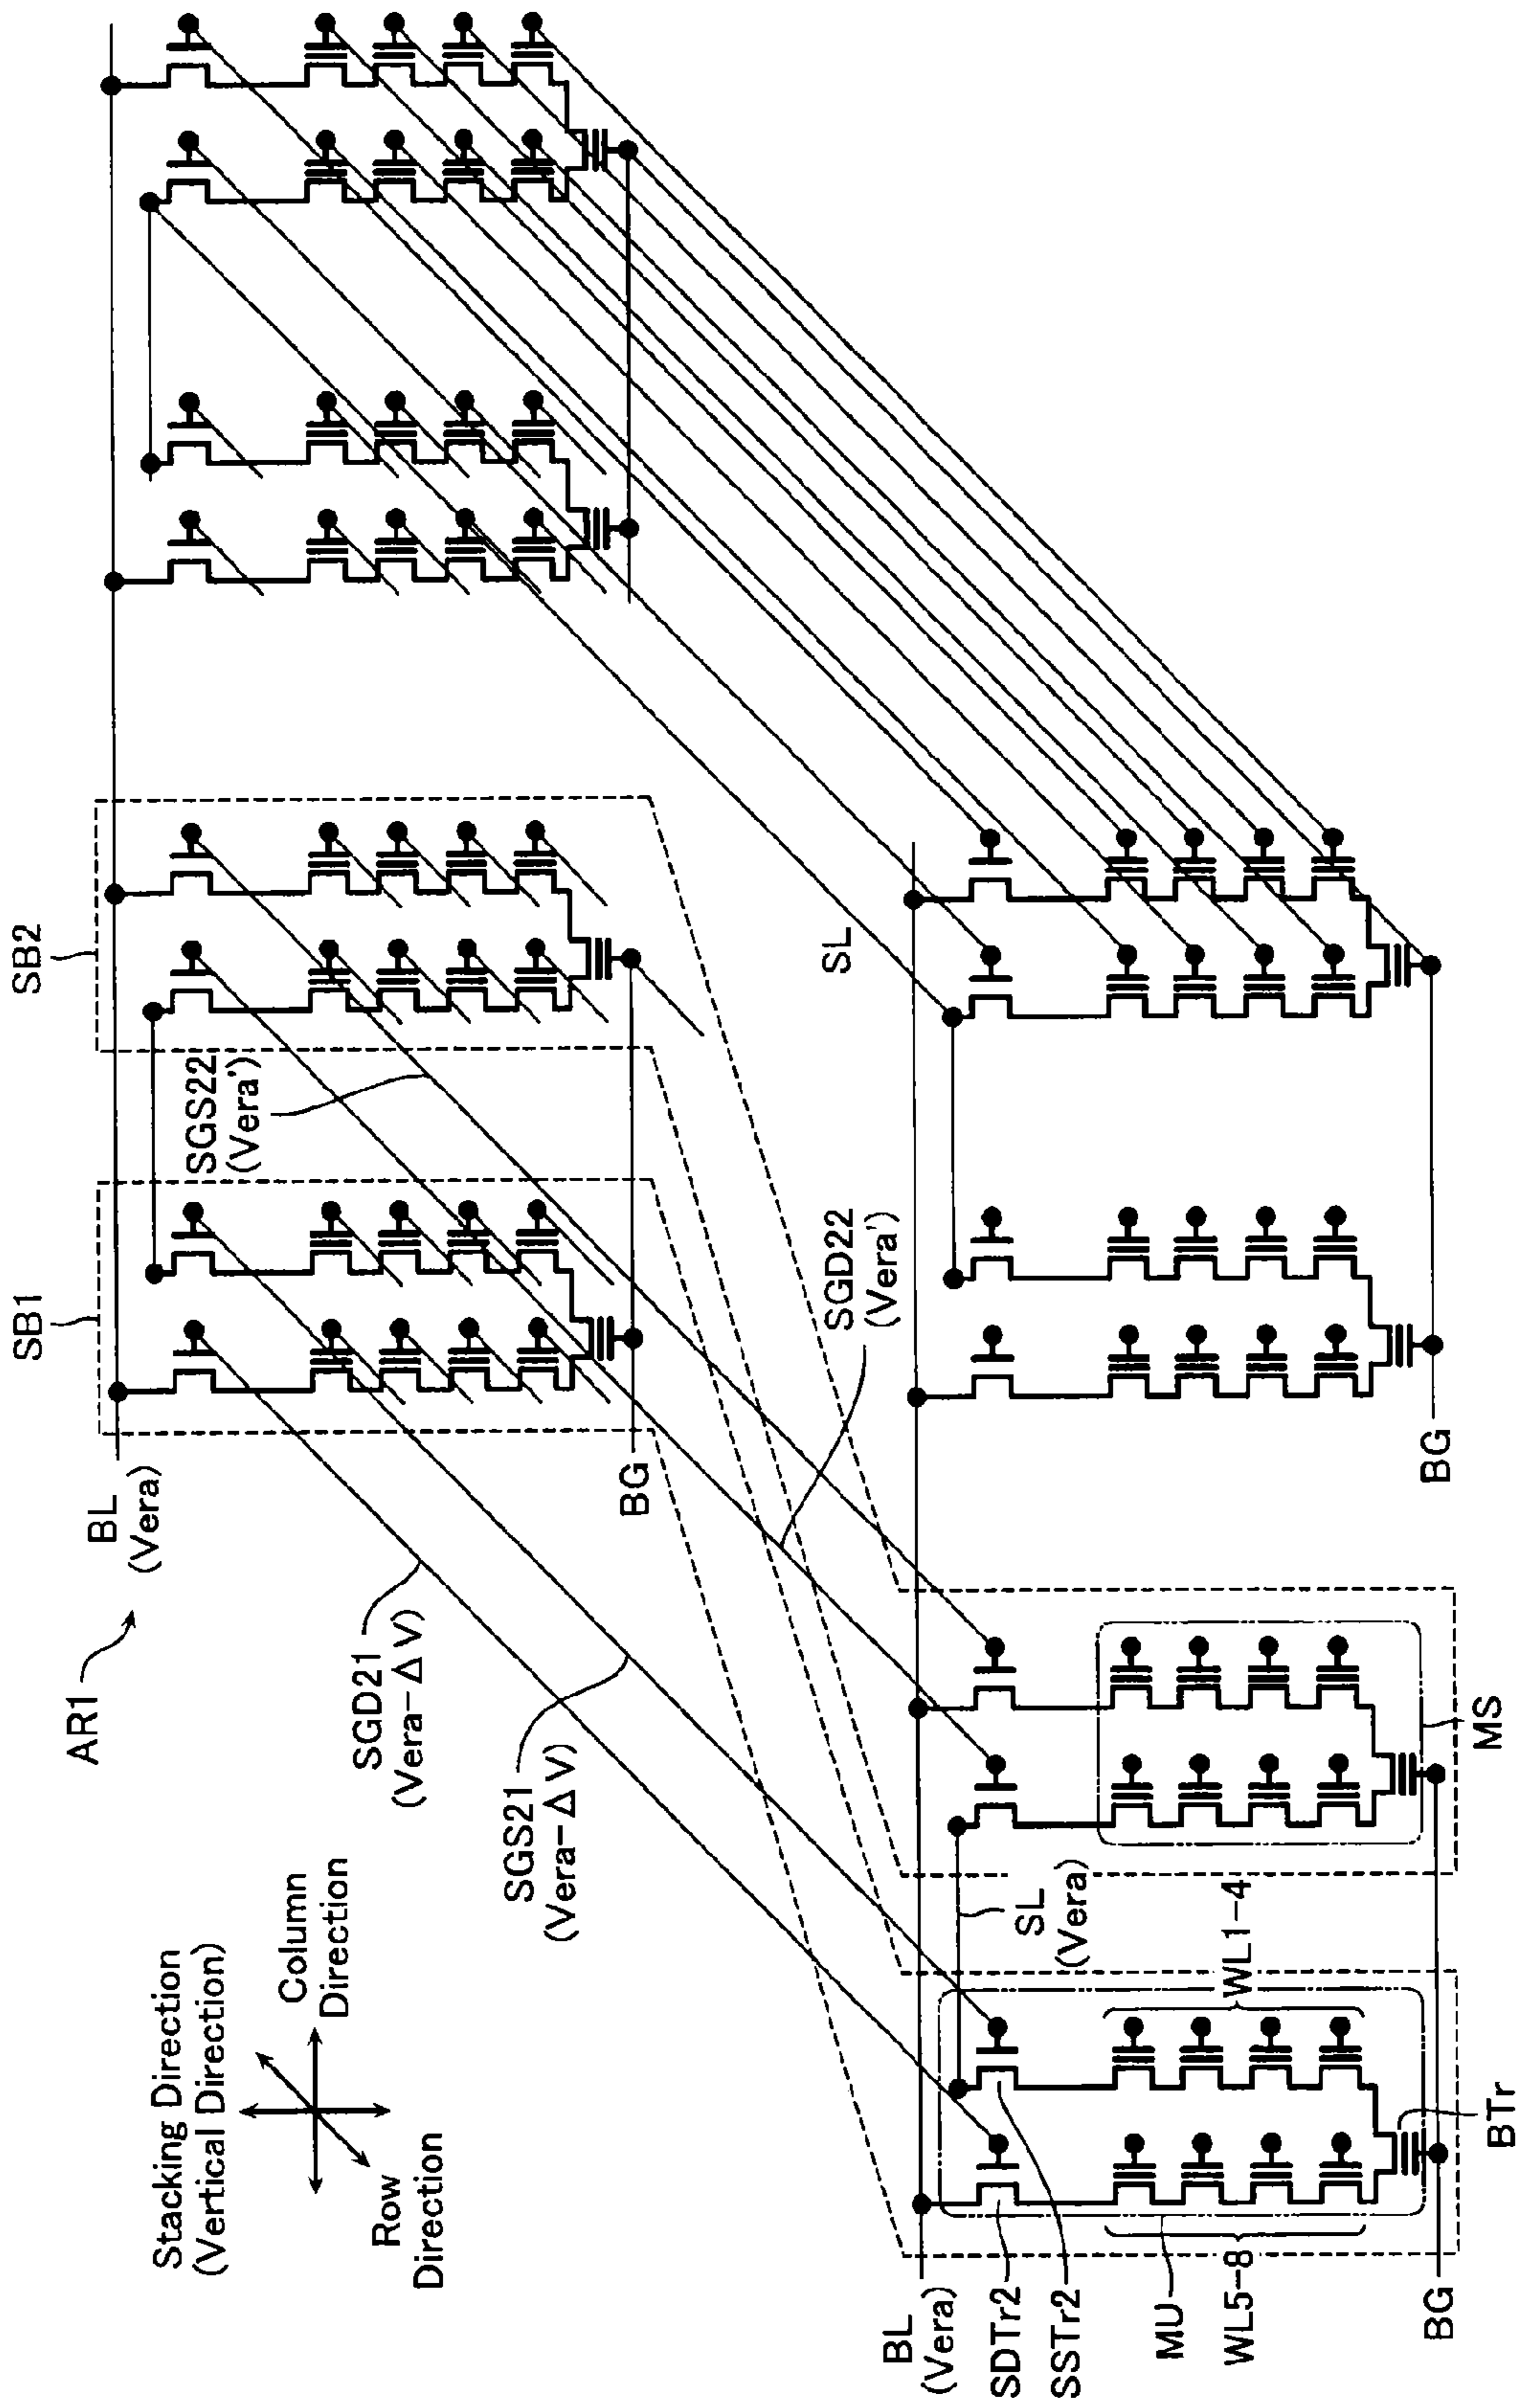 Stacking Direction
(Vertical Direction)
Column
Direction
Row
Direction
AR1
BL
(Vera)
SB1
SB2
SGD21
(Vera-ΔV)
SGS21
(Vera-ΔV)
SGS22
(Vera')
BG
SGD22
(Vera')
SL
BL
(Vera)
SDTr2
SSTr2
MU
WL5-8
BG
SL
(Vera)
WL1-4
BTr
MS
BG